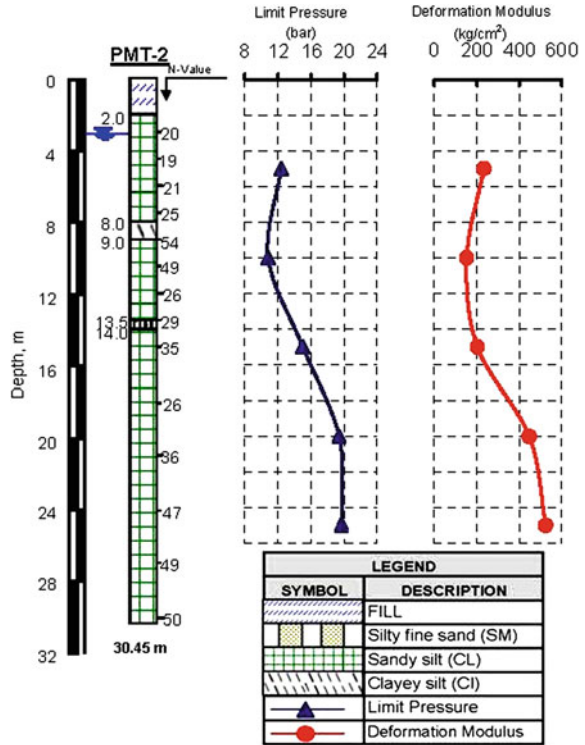 Limit Pressure Deformation Modulus
(bar) (kg/cm²)
PMT-2
N-Value
8 12 16 20 24 0 200 400 600
0
2.0
20
4
19
21
25
8
8.0
9.0
54
49
26
12
13.5
14.0
29
35
16
26
20
36
24
47
49
28
50
32
30.45 m
Depth, m
LEGEND
SYMBOL DESCRIPTION
FILL
Silty fine sand (SM)
Sandy silt (CL)
Clayey silt (CI)
Limit Pressure
Deformation Modulus